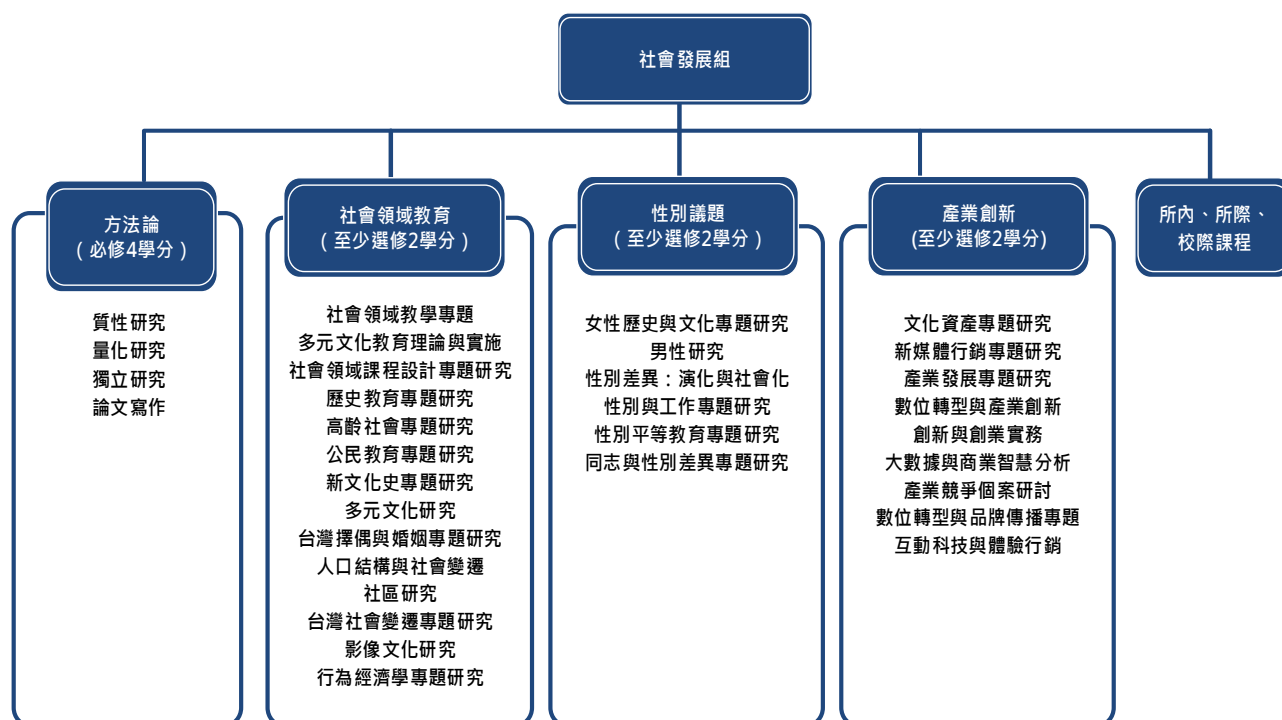 社會發展組
方法論
（必修4學分）
質性研究
量化研究
獨立研究
論文寫作
社會領域教育
（至少選修2學分）
社會領域教學專題
多元文化教育理論與實施
社會領域課程設計專題研究
歷史教育專題研究
高齡社會專題研究
公民教育專題研究
新文化史專題研究
多元文化研究
台灣擇偶與婚姻專題研究
人口結構與社會變遷
社區研究
台灣社會變遷專題研究
影像文化研究
行為經濟學專題研究
性別議題
（至少選修2學分）
女性歷史與文化專題研究
男性研究
性別差異：演化與社會化
性別與工作專題研究
性別平等教育專題研究
同志與性別差異專題研究
產業創新
(至少選修2學分)
文化資產專題研究
新媒體行銷專題研究
產業發展專題研究
數位轉型與產業創新
創新與創業實務
大數據與商業智慧分析
產業競爭個案研討
數位轉型與品牌傳播專題
互動科技與體驗行銷
所內、所際、
校際課程